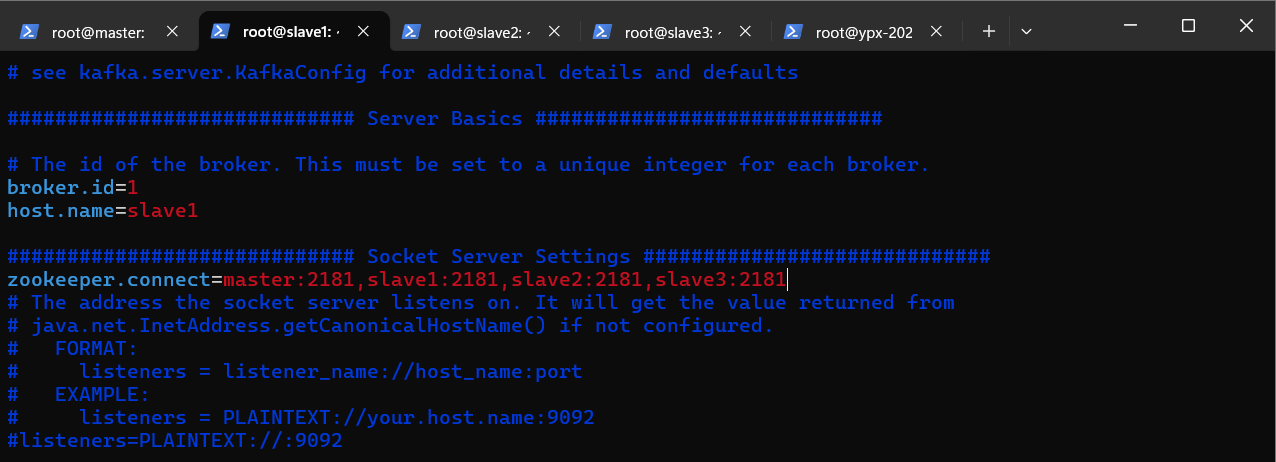 root@master: root@slave1: ~ root@slave2: ~ root@slave3: ~ root@ypx-202
# see kafka.server.KafkaConfig for additional details and defaults
############################# Server Basics #############################
# The id of the broker. This must be set to a unique integer for each broker.
broker.id=1
host.name=slave1
############################# Socket Server Settings #############################
zookeeper.connect=master:2181,slave1:2181,slave2:2181,slave3:2181
# The address the socket server listens on. It will get the value returned from
# java.net.InetAddress.getCanonicalHostName() if not configured.
#   FORMAT:
#     listeners = listener_name://host_name:port
#   EXAMPLE:
#     listeners = PLAINTEXT://your.host.name:9092
#listeners=PLAINTEXT://:9092